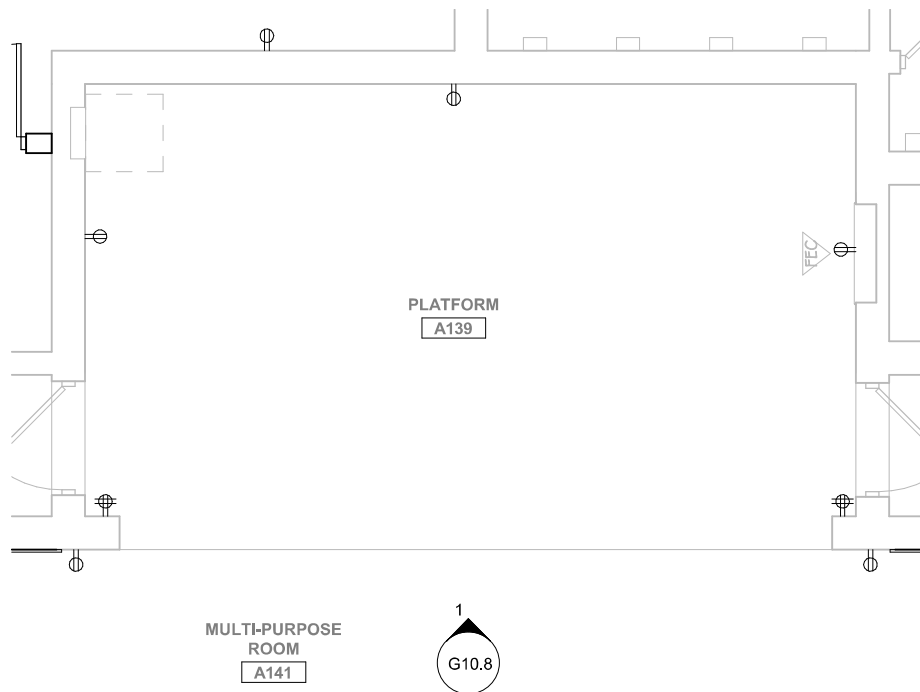 FEC
PLATFORM
A139
MULTI-PURPOSE
ROOM
A141
1
G10.8